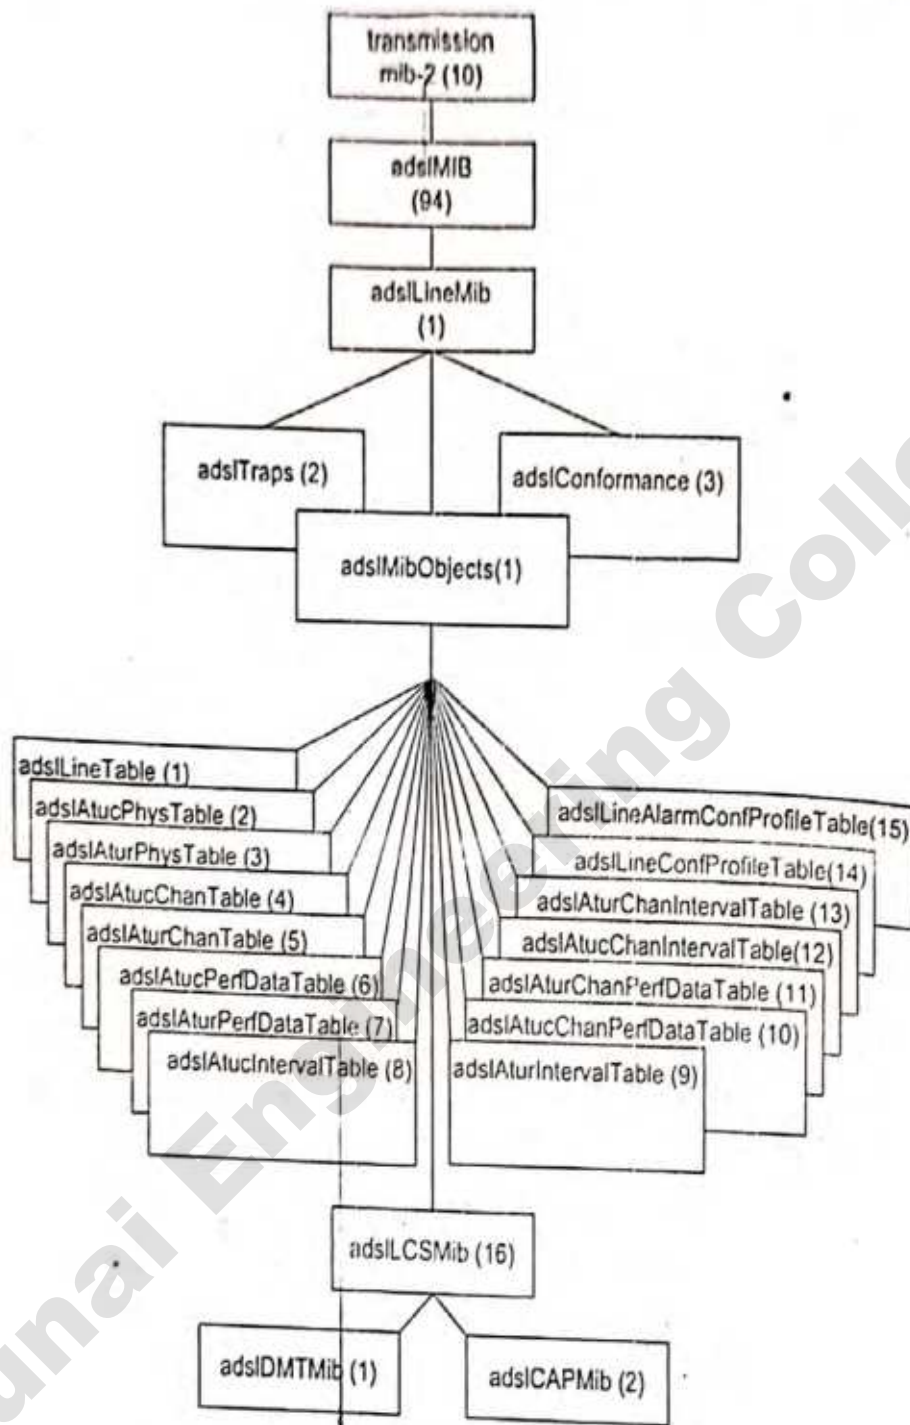 transmission
mib-2 (10)
adslMIB
(94)
adslLineMib
(1)
adslTraps (2)
adslConformance (3)
adslMibObjects(1)
adslLineTable (1)
adslAtucPhysTable (2)
adslAturPhysTable (3)
adslAtucChanTable (4)
adslAturChanTable (5)
adslAtucPerfDataTable (6)
adslAturPerfDataTable (7)
adslAtucIntervalTable (8)
adslLineAlarmConfProfileTable(15)
adslLineConfProfileTable(14)
adslAturChanIntervalTable (13)
adslAtucChanIntervalTable(12)
adslAturChanPerfDataTable (11)
adslAtucChanPerfDataTable (10)
adslAturIntervalTable (9)
adslLCSMib (16)
adslDMTMib (1)
adslCAPMib (2)
Engineering